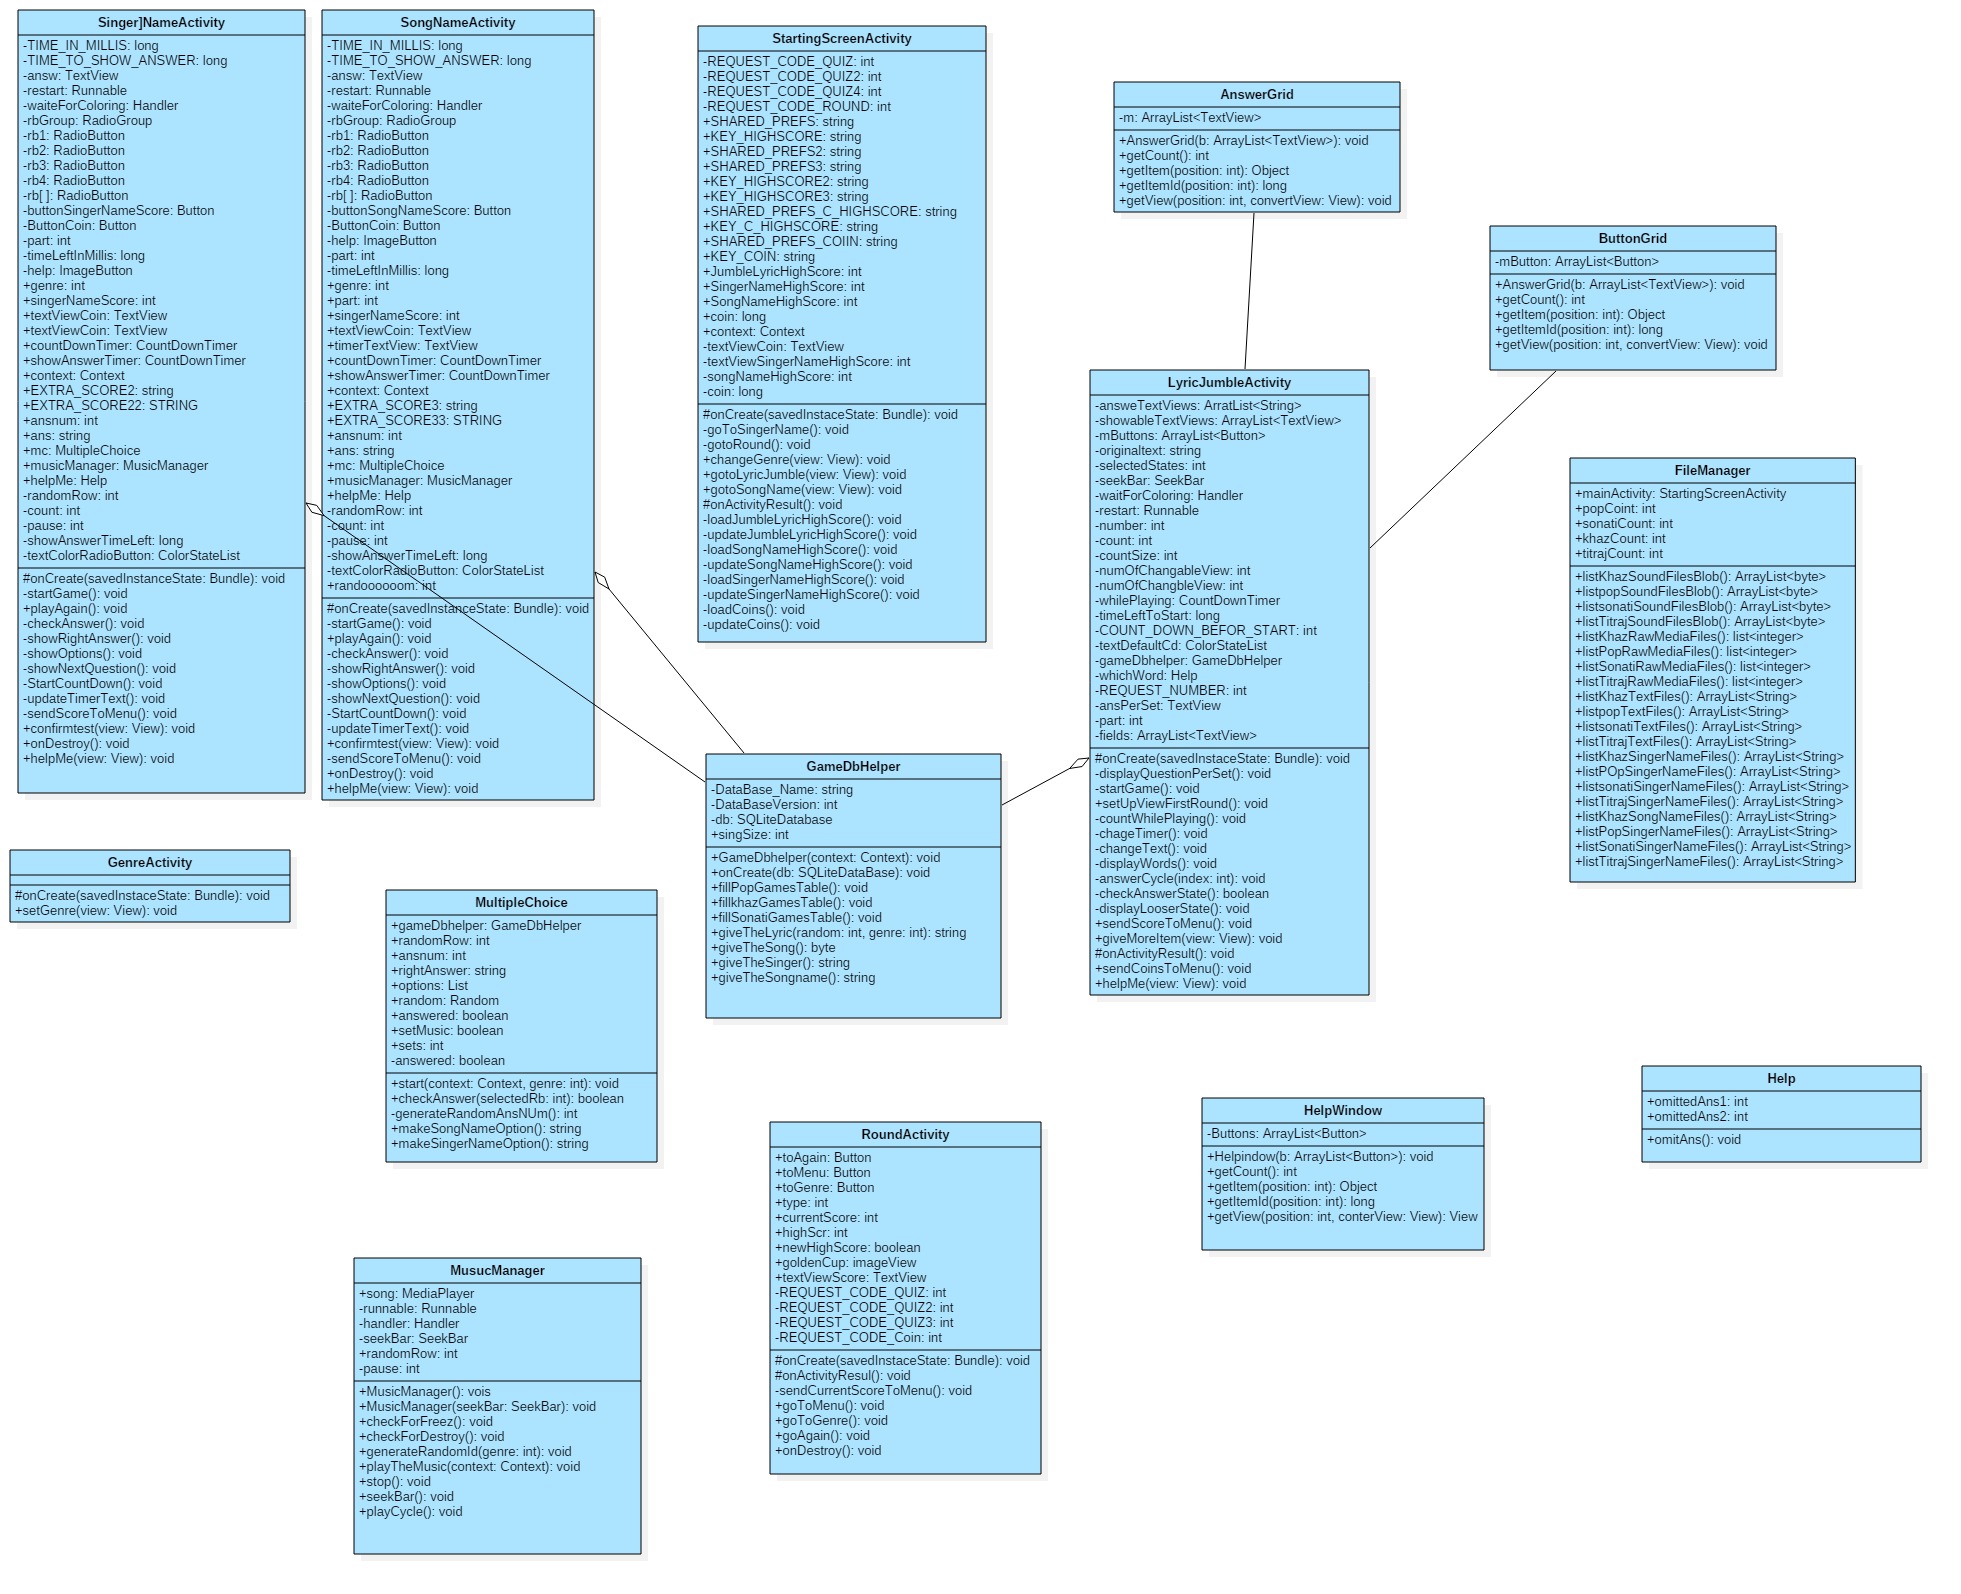 Singer]NameActivity
-TIME_IN_MILLIS: long
-TIME_TO_SHOW_ANSWER: long
-answ: TextView
-restart: Runnable
-waiteForColoring: Handler
-rbGroup: RadioGroup
-rb1: RadioButton
-rb2: RadioButton
-rb3: RadioButton
-rb4: RadioButton
-rb[ ]: RadioButton
-buttonSingerNameScore: Button
-ButtonCoin: Button
-part: int
-timeLeftInMillis: long
-help: ImageButton
+genre: int
+singerNameScore: int
+textViewCoin: TextView
+textViewCoin: TextView
+countDownTimer: CountDownTimer
+showAnswerTimer: CountDownTimer
+context: Context
+EXTRA_SCORE2: string
+EXTRA_SCORE22: STRING
+ansnum: int
+ans: string
+mc: MultipleChoice
+musicManager: MusicManager
+helpMe: Help
-randomRow: int
-count: int
-pause: int
-showAnswerTimeLeft: long
-textColorRadioButton: ColorStateList
#onCreate(savedInstanceState: Bundle): void
-startGame(): void
+playAgain(): void
-checkAnswer(): void
-showRightAnswer(): void
-showOptions(): void
-showNextQuestion(): void
-StartCountDown(): void
-updateTimerText(): void
-sendScoreToMenu(): void
+confirmtest(view: View): void
+onDestroy(): void
+helpMe(view: View): void
SongNameActivity
-TIME_IN_MILLIS: long
-TIME_TO_SHOW_ANSWER: long
-answ: TextView
-restart: Runnable
-waiteForColoring: Handler
-rbGroup: RadioGroup
-rb1: RadioButton
-rb2: RadioButton
-rb3: RadioButton
-rb4: RadioButton
-rb[ ]: RadioButton
-buttonSongNameScore: Button
-ButtonCoin: Button
-help: ImageButton
-part: int
-timeLeftInMillis: long
+genre: int
+part: int
+singerNameScore: int
+textViewCoin: TextView
+timerTextView: TextView
+countDownTimer: CountDownTimer
+showAnswerTimer: CountDownTimer
+context: Context
+EXTRA_SCORE3: string
+EXTRA_SCORE33: STRING
+ansnum: int
+ans: string
+mc: MultipleChoice
+musicManager: MusicManager
+helpMe: Help
-randomRow: int
-count: int
-pause: int
-showAnswerTimeLeft: long
-textColorRadioButton: ColorStateList
+randoooooom: int
#onCreate(savedInstanceState: Bundle): void
-startGame(): void
+playAgain(): void
-checkAnswer(): void
-showRightAnswer(): void
-showOptions(): void
-showNextQuestion(): void
-StartCountDown(): void
-updateTimerText(): void
+confirmtest(view: View): void
-sendScoreToMenu(): void
+onDestroy(): void
+helpMe(view: View): void
StartingScreenActivity
-REQUEST_CODE_QUIZ: int
-REQUEST_CODE_QUIZ2: int
-REQUEST_CODE_QUIZ4: int
-REQUEST_CODE_ROUND: int
+SHARED_PREFS: string
+KEY_HIGHSCORE: string
+SHARED_PREFS2: string
+SHARED_PREFS3: string
+KEY_HIGHSCORE2: string
+KEY_HIGHSCORE3: string
+SHARED_PREFS_C_HIGHSCORE: string
+KEY_C_HIGHSCORE: string
+SHARED_PREFS_COIIN: string
+KEY_COIN: string
+JumbleLyricHighScore: int
+SingerNameHighScore: int
+SongNameHighScore: int
+coin: long
+context: Context
-textViewCoin: TextView
-textViewSingerNameHighScore: int
-songNameHighScore: int
-coin: long
#onCreate(savedInstaceState: Bundle): void
-goToSingerName(): void
-gotoRound(): void
+changeGenre(view: View): void
+gotoLyricJumble(view: View): void
+gotoSongName(view: View): void
#onActivityResult(): void
-loadJumbleLyricHighScore(): void
-updateJumbleLyricHighScore(): void
-loadSongNameHighScore(): void
-updateSongNameHighScore(): void
-loadSingerNameHighScore(): void
-updateSingerNameHighScore(): void
-loadCoins(): void
-updateCoins(): void
AnswerGrid
-m: ArrayList<TextView>
+AnswerGrid(b: ArrayList<TextView>): void
+getCount(): int
+getItem(position: int): Object
+getItemId(position: int): long
+getView(position: int, convertView: View): void
ButtonGrid
-mButton: ArrayList<Button>
+AnswerGrid(b: ArrayList<TextView>): void
+getCount(): int
+getItem(position: int): Object
+getItemId(position: int): long
+getView(position: int, convertView: View): void
LyricJumbleActivity
-answeTextViews: ArratList<String>
-showableTextViews: ArrayList<TextView>
-mButtons: ArrayList<Button>
-originaltext: string
-selectedStates: int
-seekBar: SeekBar
-waitForColoring: Handler
-restart: Runnable
-number: int
-count: int
-countSize: int
-numOfChangableView: int
-numOfChangbleView: int
-whilePlaying: CountDownTimer
-timeLeftToStart: long
-COUNT_DOWN_BEFOR_START: int
-textDefaultCd: ColorStateList
-gameDbhelper: GameDbHelper
-whichWord: Help
-REQUEST_NUMBER: int
-ansPerSet: TextView
-part: int
-fields: ArrayList<TextView>
#onCreate(savedInstaceState: Bundle): void
-displayQuestionPerSet(): void
-startGame(): void
+setUpViewFirstRound(): void
-countWhilePlaying(): void
-chageTimer(): void
-changeText(): void
-displayWords(): void
-answerCycle(index: int): void
-checkAnswerState(): boolean
-displayLooserState(): void
+sendScoreToMenu(): void
+giveMoreItem(view: View): void
#onActivityResult(): void
+sendCoinsToMenu(): void
+helpMe(view: View): void
FileManager
+mainActivity: StartingScreenActivity
+popCoint: int
+sonatiCount: int
+khazCount: int
+titrajCount: int
+listKhazSoundFilesBlob(): ArrayList<byte>
+listpopSoundFilesBlob(): ArrayList<byte>
+listsonatiSoundFilesBlob(): ArrayList<byte>
+listTitrajSoundFilesBlob(): ArrayList<byte>
+listKhazRawMediaFiles(): list<integer>
+listPopRawMediaFiles(): list<integer>
+listSonatiRawMediaFiles(): list<integer>
+listTitrajRawMediaFiles(): list<integer>
+listKhazTextFiles(): ArrayList<String>
+listpopTextFiles(): ArrayList<String>
+listsonatiTextFiles(): ArrayList<String>
+listTitrajTextFiles(): ArrayList<String>
+listKhazSingerNameFiles(): ArrayList<String>
+listPOpSingerNameFiles(): ArrayList<String>
+listsonatiSingerNameFiles(): ArrayList<String>
+listTitrajSingerNameFiles(): ArrayList<String>
+listKhazSongNameFiles(): ArrayList<String>
+listPopSingerNameFiles(): ArrayList<String>
+listSonatiSingerNameFiles(): ArrayList<String>
+listTitrajSingerNameFiles(): ArrayList<String>
GameDbHelper
-DataBase_Name: string
-DataBaseVersion: int
-db: SQLiteDatabase
+singSize: int
+GameDbhelper(context: Context): void
+onCreate(db: SQLiteDataBase): void
+fillPopGamesTable(): void
+fillkhazGamesTable(): void
+fillSonatiGamesTable(): void
+giveTheLyric(random: int, genre: int): string
+giveTheSong(): byte
+giveTheSinger(): string
+giveTheSongname(): string
GenreActivity
#onCreate(savedInstaceState: Bundle): void
+setGenre(view: View): void
MultipleChoice
+gameDbhelper: GameDbHelper
+randomRow: int
+ansnum: int
+rightAnswer: string
+options: List
+random: Random
+answered: boolean
+setMusic: boolean
+sets: int
-answered: boolean
+start(context: Context, genre: int): void
+checkAnswer(selectedRb: int): boolean
-generateRandomAnsNUm(): int
+makeSongNameOption(): string
+makeSingerNameOption(): string
RoundActivity
+toAgain: Button
+toMenu: Button
+toGenre: Button
+type: int
+currentScore: int
+highScr: int
+newHighScore: boolean
+goldenCup: imageView
+textViewScore: TextView
-REQUEST_CODE_QUIZ: int
-REQUEST_CODE_QUIZ2: int
-REQUEST_CODE_QUIZ3: int
-REQUEST_CODE_Coin: int
#onCreate(savedInstaceState: Bundle): void
#onActivityResul(): void
-sendCurrentScoreToMenu(): void
+goToMenu(): void
+goToGenre(): void
+goAgain(): void
+onDestroy(): void
HelpWindow
-Buttons: ArrayList<Button>
+Helpindow(b: ArrayList<Button>): void
+getCount(): int
+getItem(position: int): Object
+getItemId(position: int): long
+getView(position: int, conterView: View): View
Help
+omittedAns1: int
+omittedAns2: int
+omitAns(): void
MusucManager
+song: MediaPlayer
-runnable: Runnable
-handler: Handler
-seekBar: SeekBar
+randomRow: int
-pause: int
+MusicManager(): vois
+MusicManager(seekBar: SeekBar): void
+checkForFreez(): void
+checkForDestroy(): void
+generateRandomId(genre: int): void
+playTheMusic(context: Context): void
+stop(): void
+seekBar(): void
+playCycle(): void